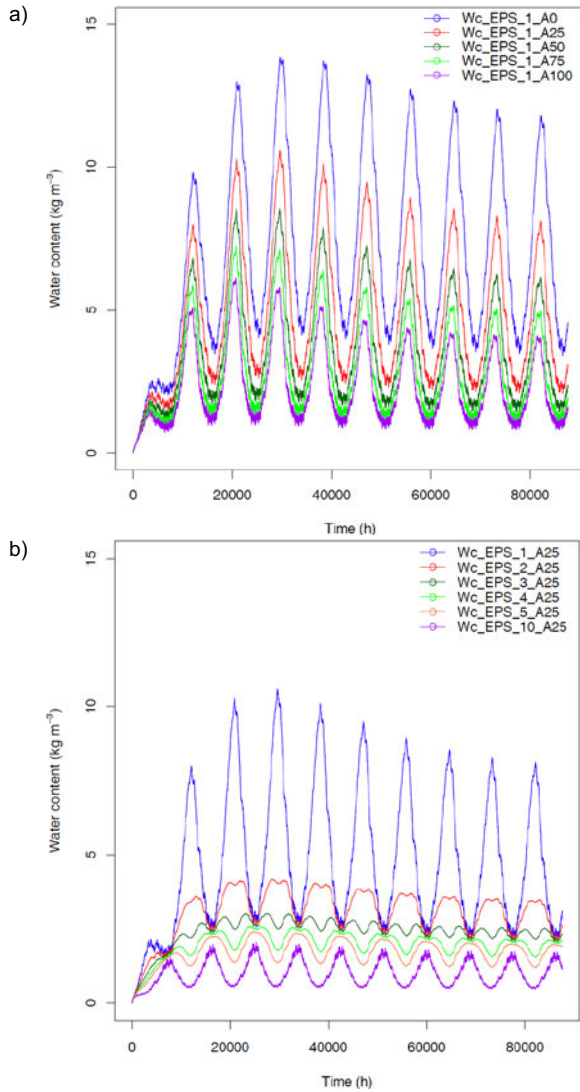 a)
Wc_EPS_1_A0
Wc_EPS_1_A25
Wc_EPS_1_A50
Wc_EPS_1_A75
Wc_EPS_1_A100
Water content (kg m⁻³)
15
10
5
0
0 20000 40000 60000 80000
Time (h)
b)
Wc_EPS_1_A25
Wc_EPS_2_A25
Wc_EPS_3_A25
Wc_EPS_4_A25
Wc_EPS_5_A25
Wc_EPS_10_A25
Water content (kg m⁻³)
15
10
5
0
0 20000 40000 60000 80000
Time (h)